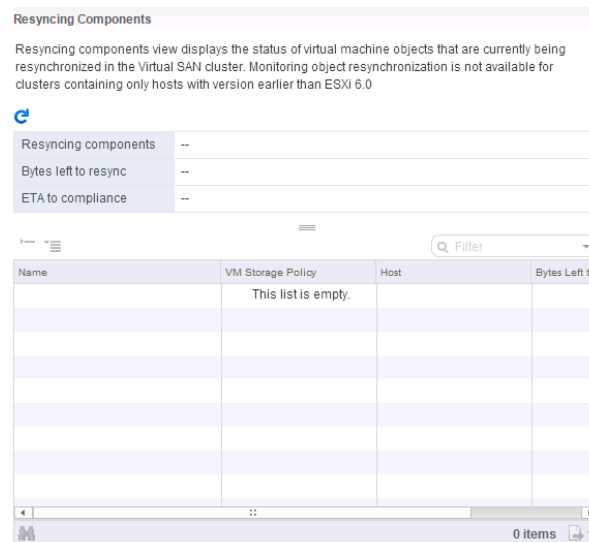 Resyncing Components
Resyncing components view displays the status of virtual machine objects that are currently being
resynchronized in the Virtual SAN cluster. Monitoring object resynchronization is not available for
clusters containing only hosts with version earlier than ESXi 6.0
Resyncing components --
Bytes left to resync --
ETA to compliance --
Filter
Name VM Storage Policy Host Bytes Left t
This list is empty.
0 items